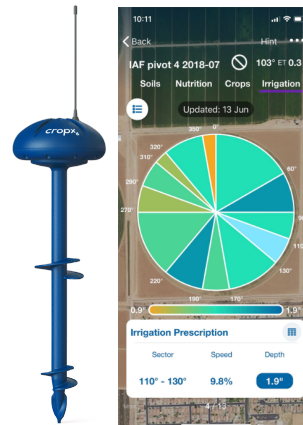 cropx
10:11
Back
Hint
IAF pivot 4 2018-07
103° ET 0.3
Soils
Nutrition
Crops
Irrigation
Updated: 13 Jun
350°
0°
320°
310°
60°
290°
270°
130°
220°
190°
170°
0.9"
1.9"
Irrigation Prescription
Sector
Speed
Depth
110° - 130°
9.8%
1.9"